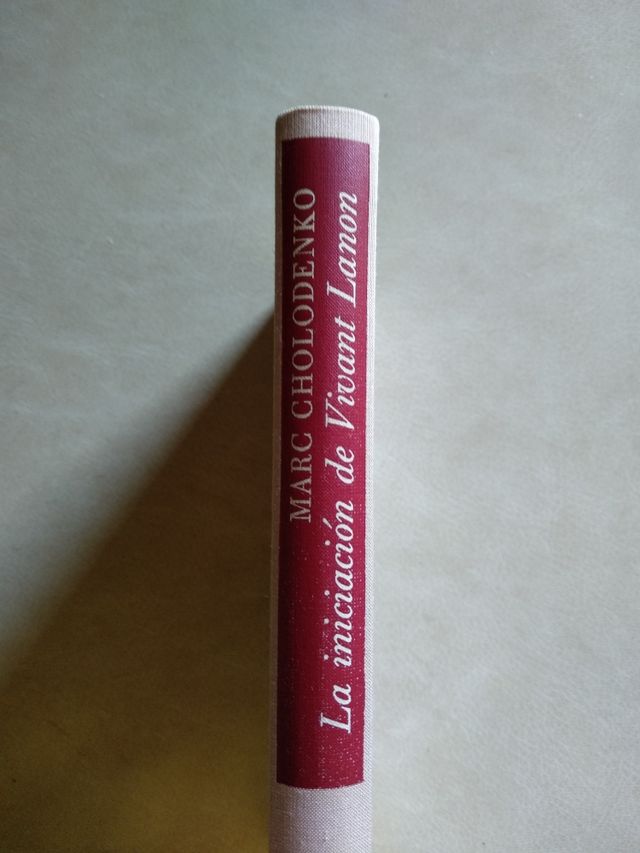 MARC CHOLODENKO
La iniciación de Vivant Lanon